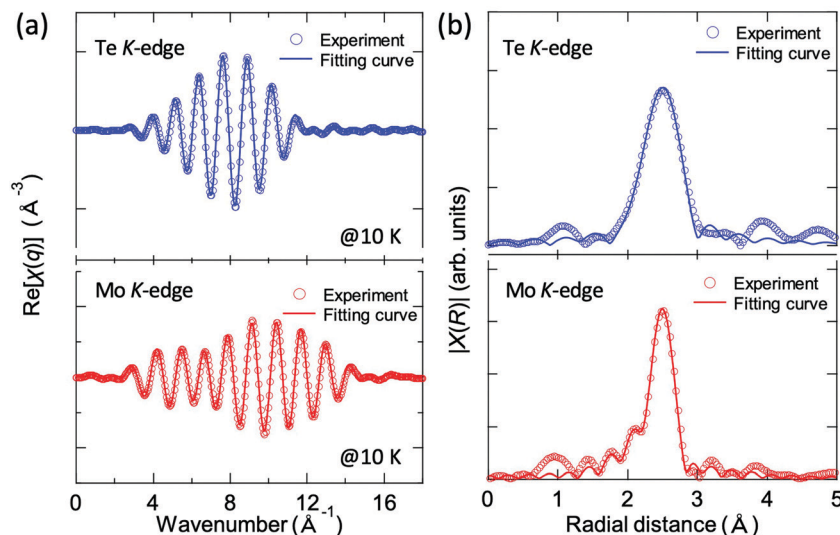 (a)
Te K-edge
Experiment
Fitting curve
@10 K
Mo K-edge
Experiment
Fitting curve
@10 K
Re[χ(q)] (Å⁻³)
0 4 8 12 16
Wavenumber (Å⁻¹)
(b)
Te K-edge
Experiment
Fitting curve
Mo K-edge
Experiment
Fitting curve
|X(R)| (arb. units)
0 1 2 3 4 5
Radial distance (Å)